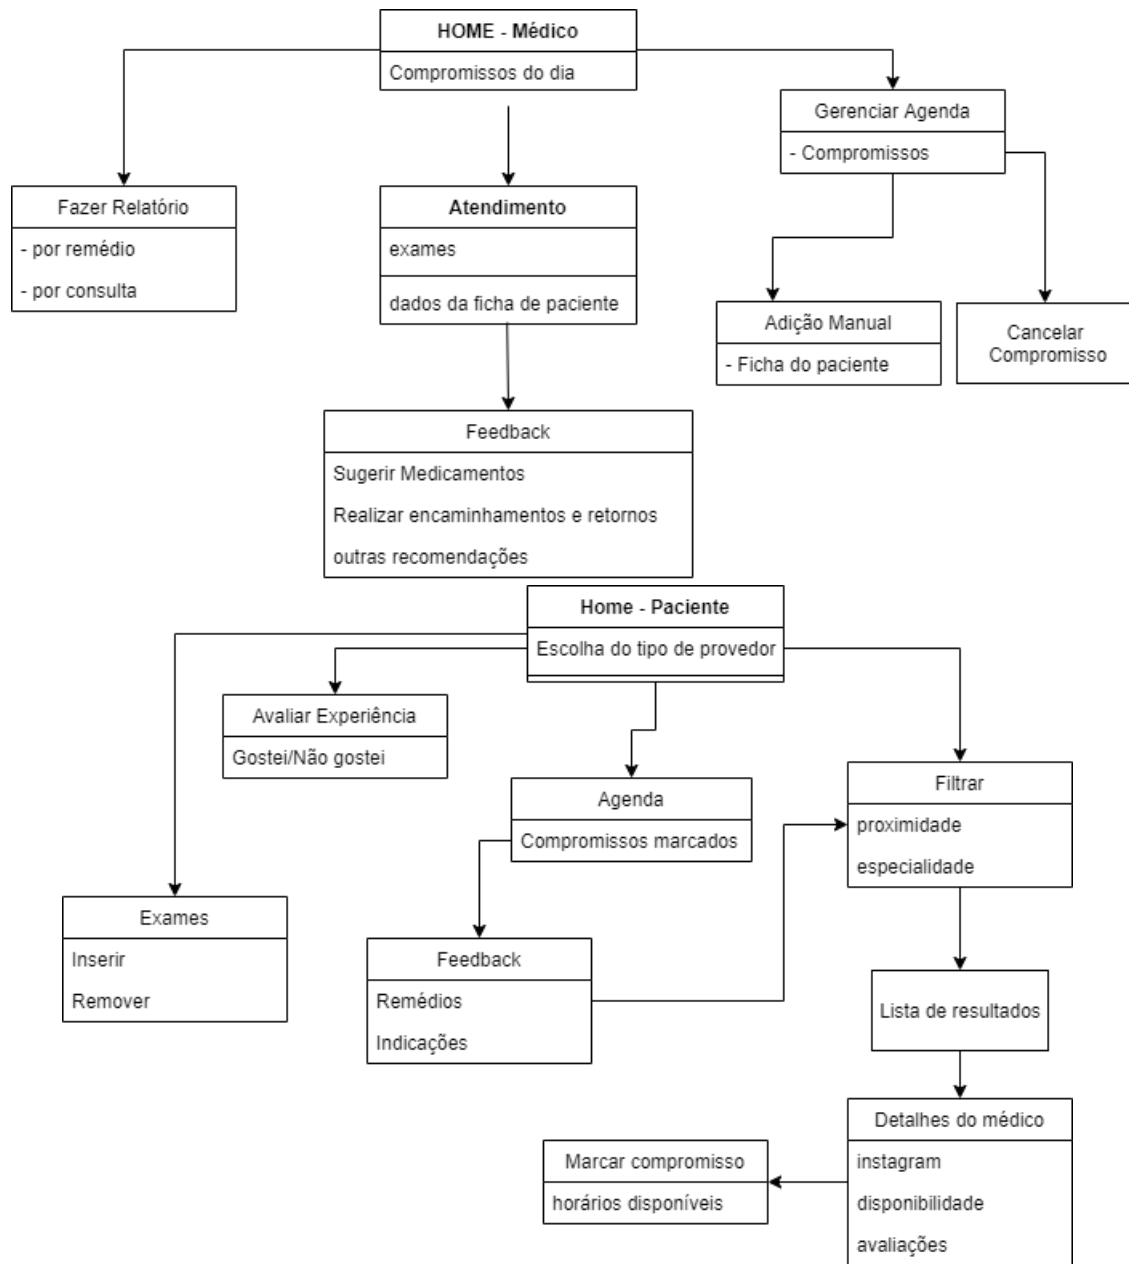 HOME - Médico
Compromissos do dia
Gerenciar Agenda
- Compromissos
Fazer Relatório
- por remédio
- por consulta
Atendimento
exames
dados da ficha de paciente
Adição Manual
- Ficha do paciente
Cancelar
Compromisso
Feedback
Sugerir Medicamentos
Realizar encaminhamentos e retornos
outras recomendações
Home - Paciente
Escolha do tipo de provedor
Avaliar Experiência
Gostei/Não gostei
Agenda
Compromissos marcados
Filtrar
proximidade
especialidade
Exames
Inserir
Remover
Feedback
Remédios
Indicações
Lista de resultados
Detalhes do médico
instagram
disponibilidade
avaliações
Marcar compromisso
horários disponíveis